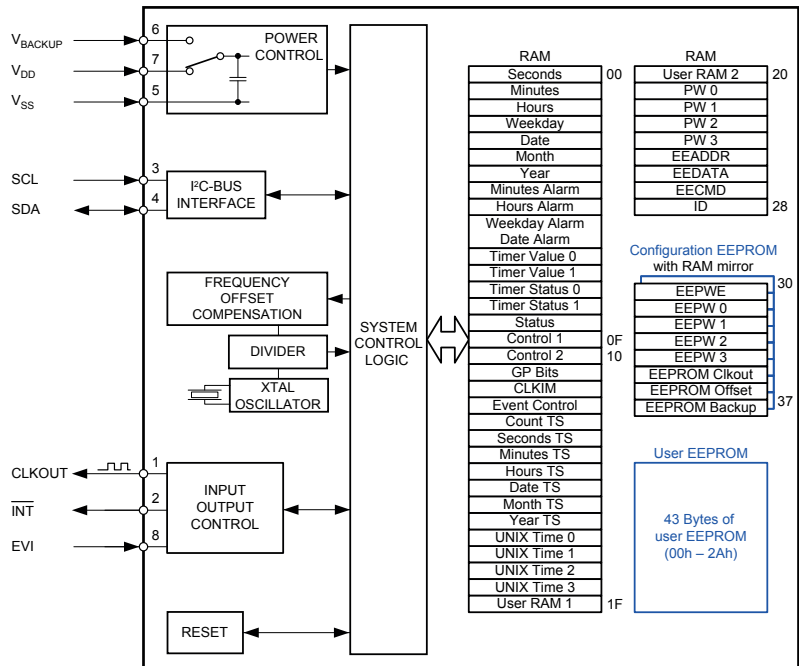 V_BACKUP
6
V_DD
7
V_SS
5
POWER
CONTROL
SCL
3
SDA
4
I²C-BUS
INTERFACE
FREQUENCY
OFFSET
COMPENSATION
DIVIDER
XTAL
OSCILLATOR
CLKOUT
1
INT
2
EVI
8
INPUT
OUTPUT
CONTROL
RESET
SYSTEM
CONTROL
LOGIC
RAM
Seconds 00
Minutes
Hours
Weekday
Date
Month
Year
Minutes Alarm
Hours Alarm
Weekday Alarm
Date Alarm
Timer Value 0
Timer Value 1
Timer Status 0
Timer Status 1
Status
Control 1 0F
Control 2 10
GP Bits
CLKIM
Event Control
Count TS
Seconds TS
Minutes TS
Hours TS
Date TS
Month TS
Year TS
UNIX Time 0
UNIX Time 1
UNIX Time 2
UNIX Time 3
User RAM 1 1F
RAM
User RAM 2 20
PW 0
PW 1
PW 2
PW 3
EEADDR
EEDATA
EECMD
ID 28
Configuration EEPROM
with RAM mirror
30
EEPWE
EEPW 0
EEPW 1
EEPW 2
EEPW 3
EEPROM Clkout
EEPROM Offset
EEPROM Backup 37
User EEPROM
43 Bytes of
user EEPROM
(00h – 2Ah)